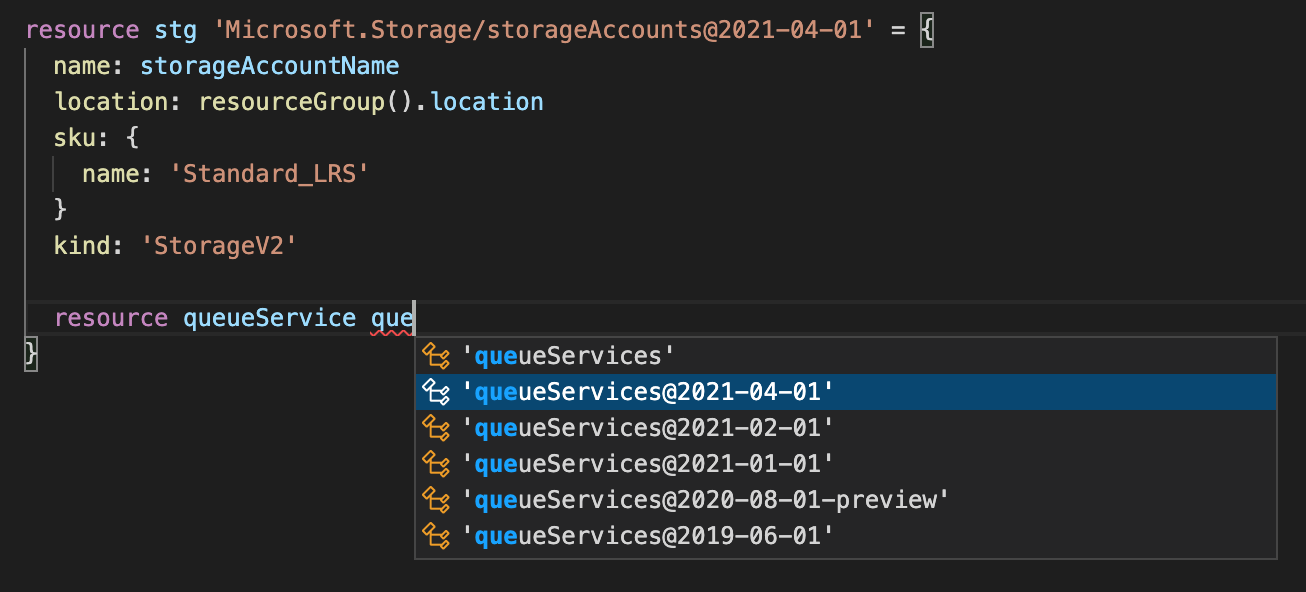 resource stg 'Microsoft.Storage/storageAccounts@2021-04-01' = {
name: storageAccountName
location: resourceGroup().location
sku: {
name: 'Standard_LRS'
}
kind: 'StorageV2'
resource queueService que
}
'queueServices'
'queueServices@2021-04-01'
'queueServices@2021-02-01'
'queueServices@2021-01-01'
'queueServices@2020-08-01-preview'
'queueServices@2019-06-01'